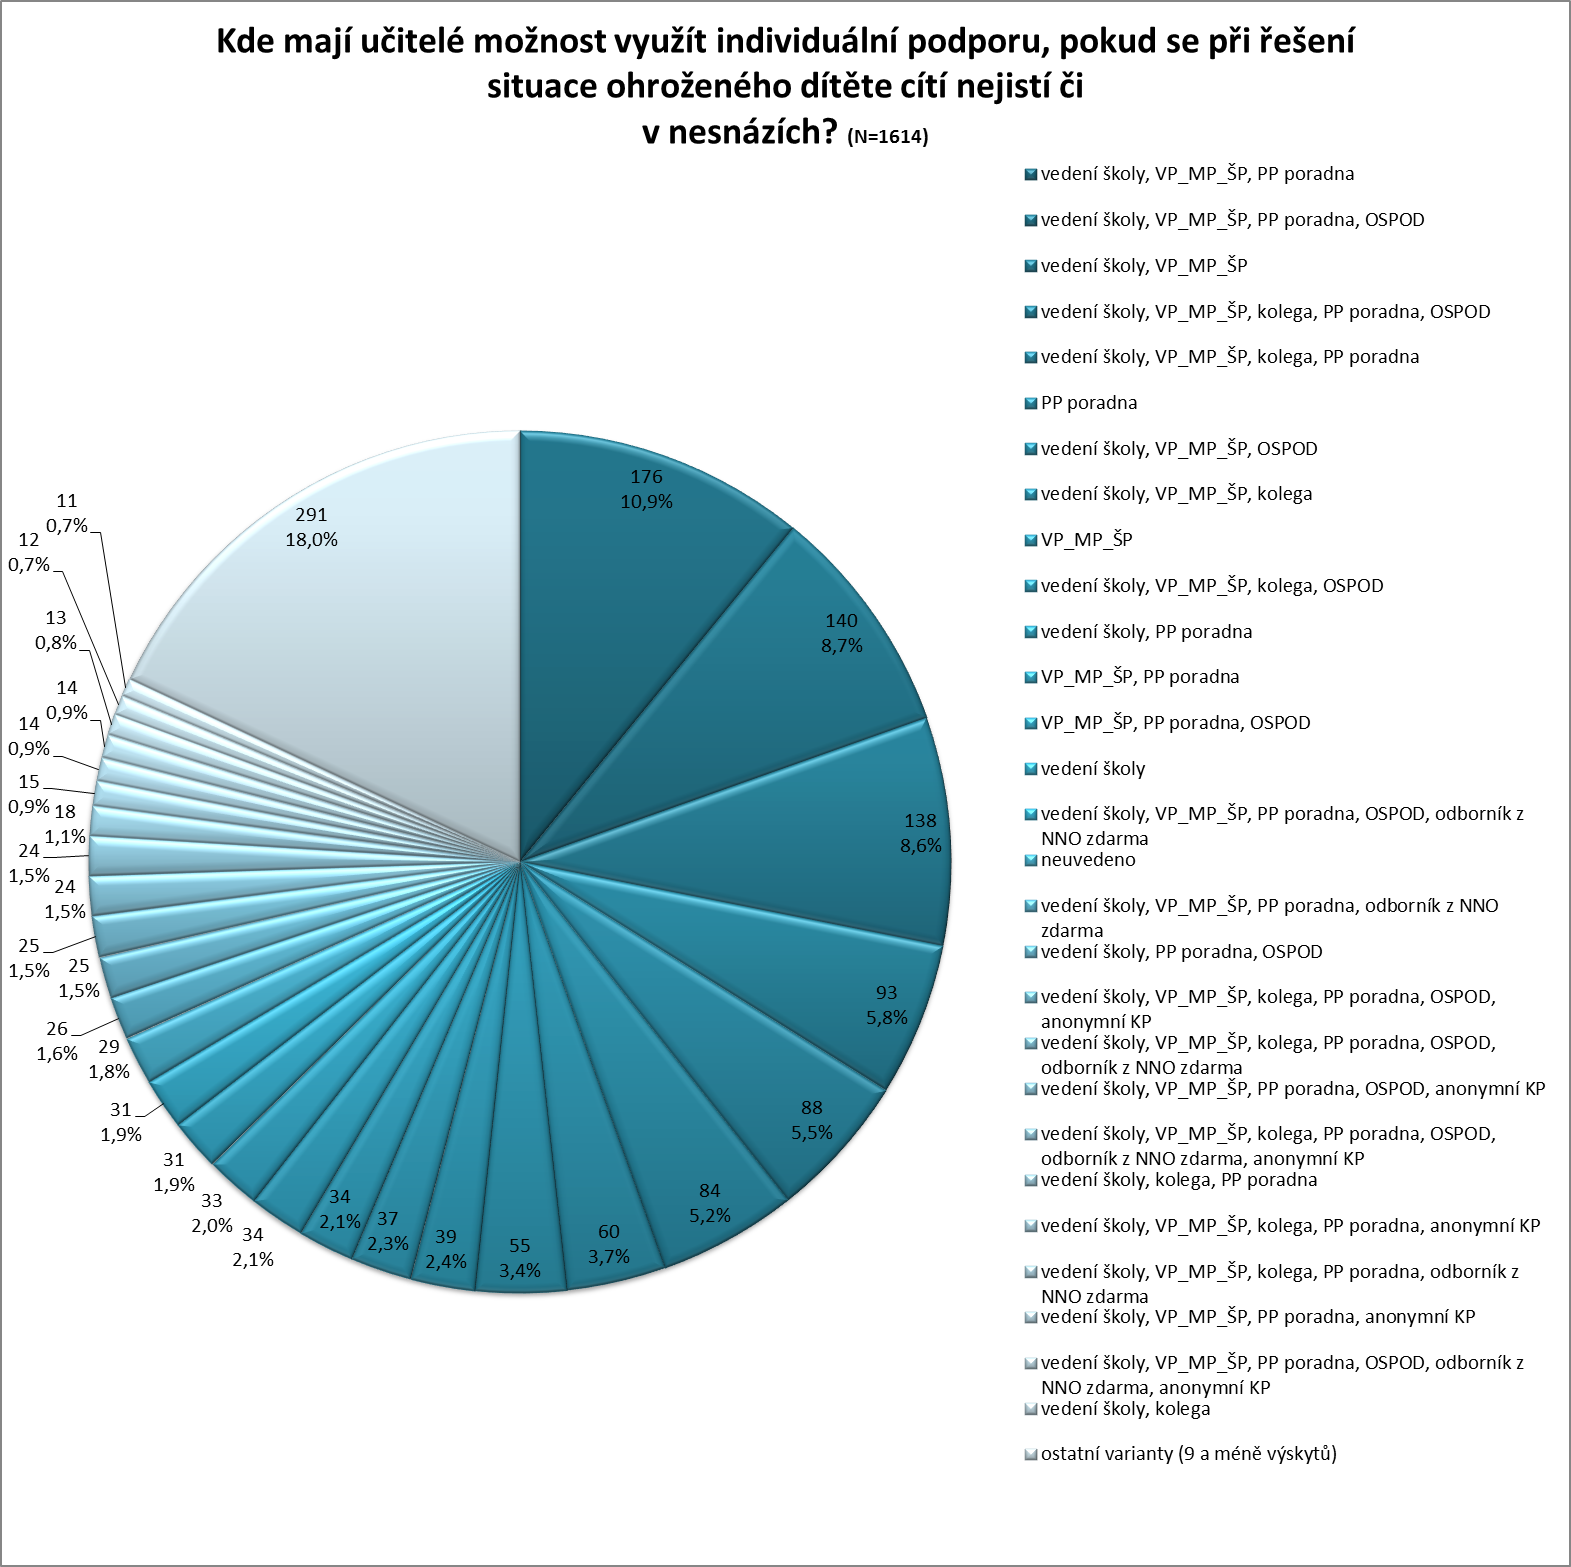 Kde mají učitelé možnost využít individuální podporu, pokud se při řešení
situace ohroženého dítěte cítí nejistí či
v nesnázích? (N=1614)
176
10,9%
140
8,7%
138
8,6%
93
5,8%
88
5,5%
84
5,2%
60
3,7%
55
3,4%
39
2,4%
37
2,3%
34
2,1%
34
2,1%
33
2,0%
31
1,9%
31
1,9%
29
1,8%
26
1,6%
25
1,5%
25
1,5%
24
1,5%
24
1,5%
18
1,1%
15
0,9%
14
0,9%
14
0,9%
13
0,8%
12
0,7%
11
0,7%
291
18,0%
vedení školy, VP_MP_ŠP, PP poradna
vedení školy, VP_MP_ŠP, PP poradna, OSPOD
vedení školy, VP_MP_ŠP
vedení školy, VP_MP_ŠP, kolega, PP poradna, OSPOD
vedení školy, VP_MP_ŠP, kolega, PP poradna
PP poradna
vedení školy, VP_MP_ŠP, OSPOD
vedení školy, VP_MP_ŠP, kolega
VP_MP_ŠP
vedení školy, VP_MP_ŠP, kolega, OSPOD
vedení školy, PP poradna
VP_MP_ŠP, PP poradna
VP_MP_ŠP, PP poradna, OSPOD
vedení školy
vedení školy, VP_MP_ŠP, PP poradna, OSPOD, odborník z
NNO zdarma
neuvedeno
vedení školy, VP_MP_ŠP, PP poradna, odborník z NNO
zdarma
vedení školy, PP poradna, OSPOD
vedení školy, VP_MP_ŠP, kolega, PP poradna, OSPOD,
anonymní KP
vedení školy, VP_MP_ŠP, kolega, PP poradna, OSPOD,
odborník z NNO zdarma
vedení školy, VP_MP_ŠP, PP poradna, OSPOD, anonymní KP
vedení školy, VP_MP_ŠP, kolega, PP poradna, OSPOD,
odborník z NNO zdarma, anonymní KP
vedení školy, kolega, PP poradna
vedení školy, VP_MP_ŠP, kolega, PP poradna, anonymní KP
vedení školy, VP_MP_ŠP, kolega, PP poradna, odborník z
NNO zdarma
vedení školy, VP_MP_ŠP, PP poradna, anonymní KP
vedení školy, VP_MP_ŠP, PP poradna, OSPOD, odborník z
NNO zdarma, anonymní KP
vedení školy, kolega
ostatní varianty (9 a méně výskytů)